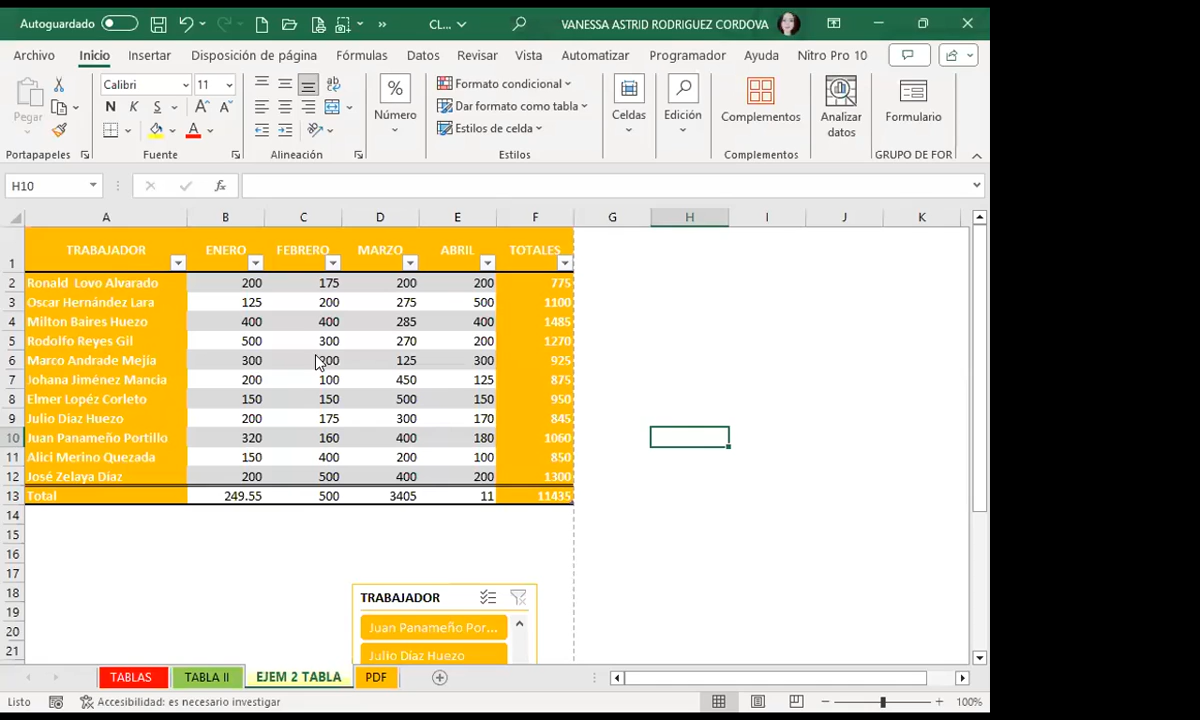 Autoguardado CL... VANESSA ASTRID RODRIGUEZ CORDOVA
Archivo Inicio Insertar Disposición de página Fórmulas Datos Revisar Vista Automatizar Programador Ayuda Nitro Pro 10
Pegar Calibri 11 Número Formato condicional Dar formato como tabla Estilos de celda Celdas Edición Complementos Analizar datos Formulario
N K S A A A
Portapapeles Fuente Alineación Estilos Complementos GRUPO DE FOR
H10 fx
A B C D E F G H I J K
1 TRABAJADOR ENERO FEBRERO MARZO ABRIL TOTALES
2 Ronald Lovo Alvarado 200 175 200 200 775
3 Oscar Hernández Lara 125 200 275 500 1100
4 Milton Baires Huezo 400 400 285 400 1485
5 Rodolfo Reyes Gil 500 300 270 200 1270
6 Marco Andrade Mejía 300 200 125 300 925
7 Johana Jiménez Mancia 200 100 450 125 875
8 Elmer Lopéz Corleto 150 150 500 150 950
9 Julio Díaz Huezo 200 175 300 170 845
10 Juan Panameño Portillo 320 160 400 180 1060
11 Alici Merino Quezada 150 400 200 100 850
12 José Zelaya Díaz 200 500 400 200 1300
13 Total 249.55 500 3405 11 11435
14
15
16
17
18 TRABAJADOR
19
20 Juan Panameño Por...
21 Julio Díaz Huezo
TABLAS TABLA II EJEM 2 TABLA PDF
Listo Accesibilidad: es necesario investigar 100%